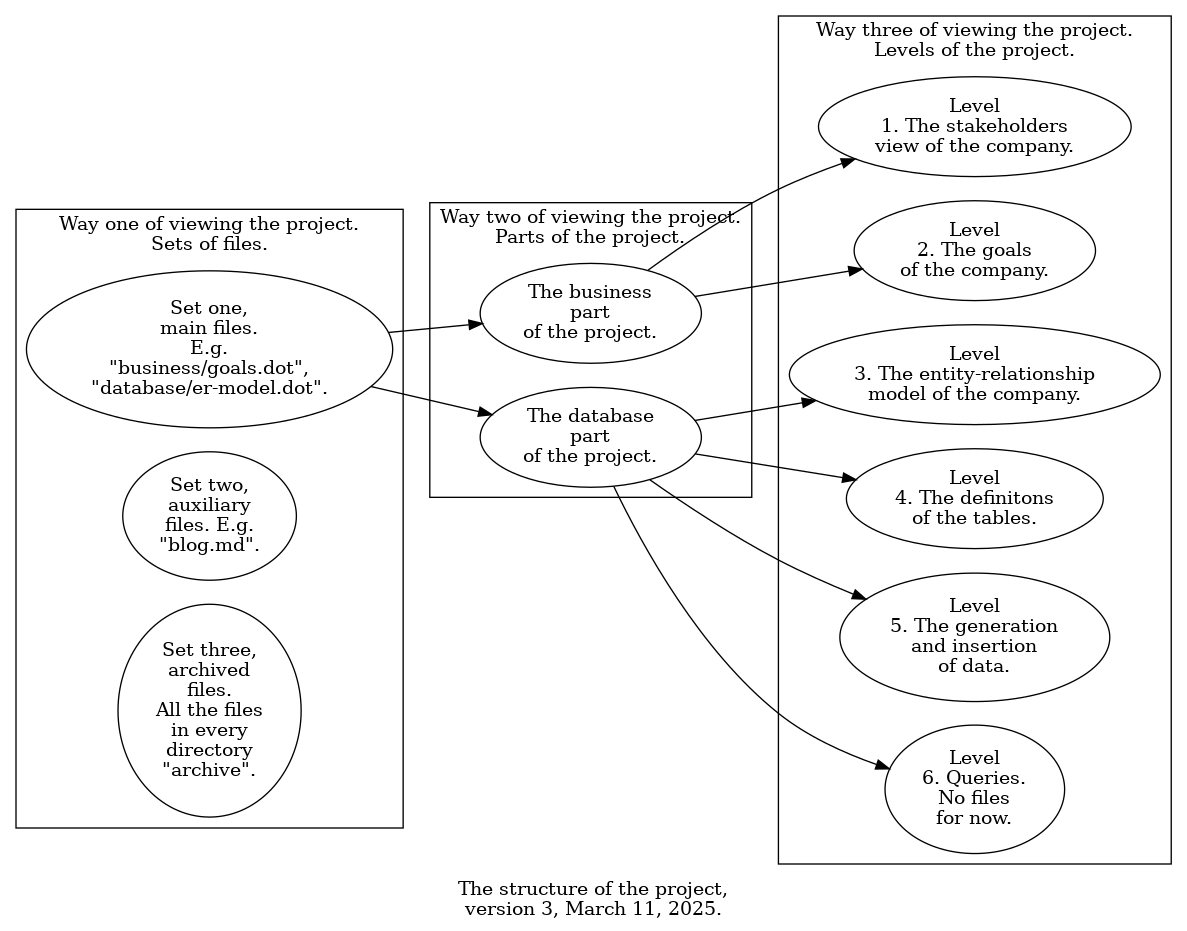 Way one of viewing the project.
Sets of files.
Set one,
main files.
E.g.
"business/goals.dot",
"database/er-model.dot".
Set two,
auxiliary
files. E.g.
"blog.md".
Set three,
archived
files.
All the files
in every
directory
"archive".
Way two of viewing the project.
Parts of the project.
The business
part
of the project.
The database
part
of the project.
Way three of viewing the project.
Levels of the project.
Level
1. The stakeholders
view of the company.
Level
2. The goals
of the company.
Level
3. The entity-relationship
model of the company.
Level
4. The definitons
of the tables.
Level
5. The generation
and insertion
of data.
Level
6. Queries.
No files
for now.
The structure of the project,
version 3, March 11, 2025.